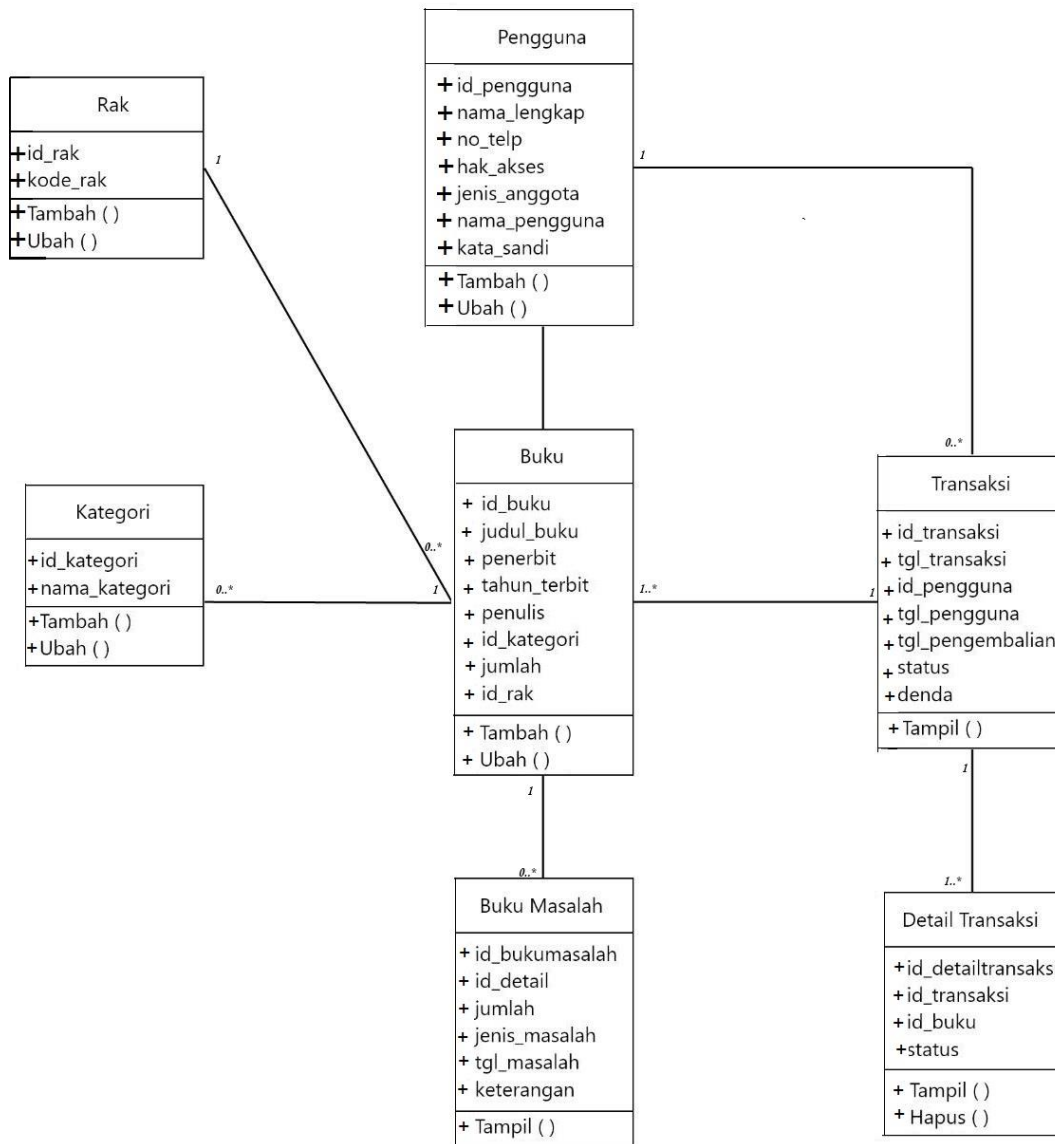 Pengguna
+ id_pengguna
+ nama_lengkap
+ no_telp
+ hak_akses
+ jenis_anggota
+ nama_pengguna
+ kata_sandi
+ Tambah ( )
+ Ubah ( )
Rak
+id_rak
+kode_rak
+Tambah ( )
+Ubah ( )
1
1
0..*
Kategori
+id_kategori
+nama_kategori
+Tambah ( )
+Ubah ( )
0..*
0..*
1
Buku
+ id_buku
+ judul_buku
+ penerbit
+ tahun_terbit
+ penulis
+ id_kategori
+ jumlah
+ id_rak
+ Tambah ( )
+ Ubah ( )
1..*
1
Transaksi
+ id_transaksi
+ tgl_transaksi
+ id_pengguna
+ tgl_pengguna
+ tgl_pengembalian
+ status
+ denda
+ Tampil ( )
1
0..*
1
1..*
Buku Masalah
+ id_bukumasalah
+ id_detail
+ jumlah
+ jenis_masalah
+ tgl_masalah
+ keterangan
+ Tampil ( )
Detail Transaksi
+id_detailtransaks
+id_transaksi
+id_buku
+status
+ Tampil ( )
+ Hapus ( )